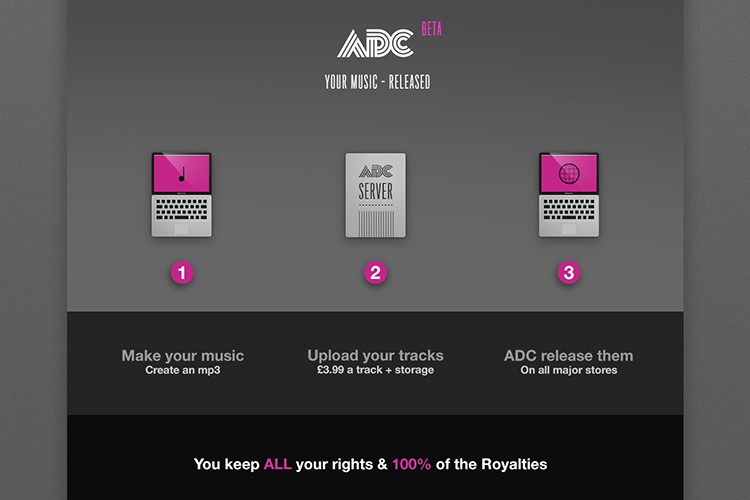 ADC BETA
YOUR MUSIC - RELEASED
ADC
SERVER
1
2
3
Make your music
Create an mp3
Upload your tracks
£3.99 a track + storage
ADC release them
On all major stores
You keep ALL your rights & 100% of the Royalties